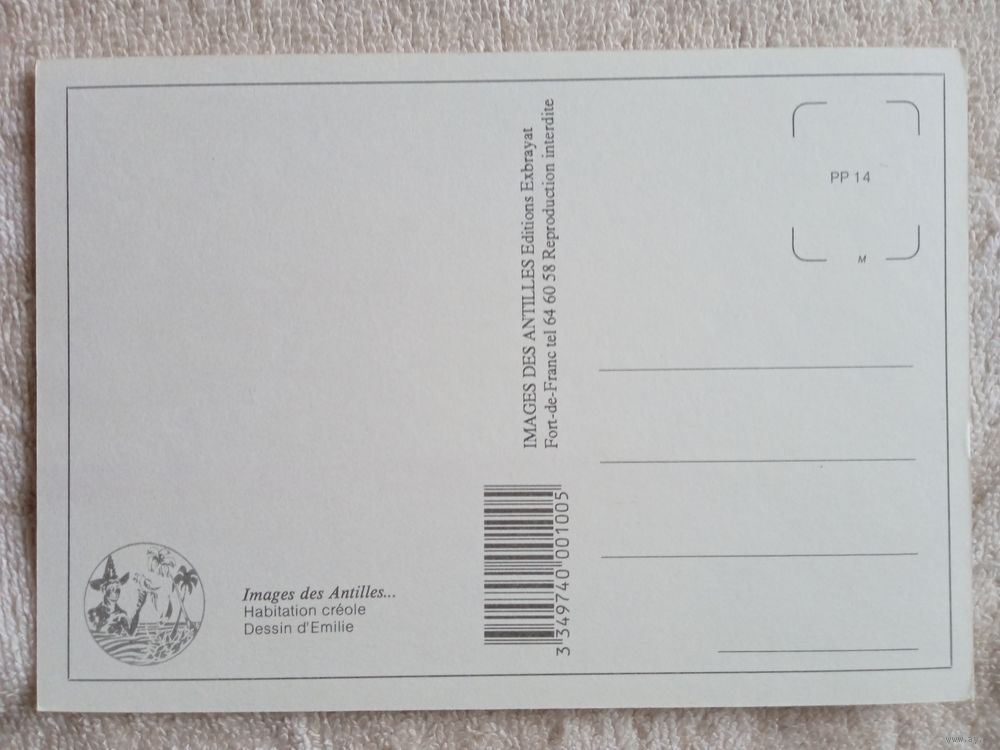 Images des Antilles...
Habitation créole
Dessin d'Emilie
IMAGES DES ANTILLES Editions Exbrayat
Fort-de-Franc tel 64 60 58 Reproduction interdite
3 349740 001005
PP 14
M